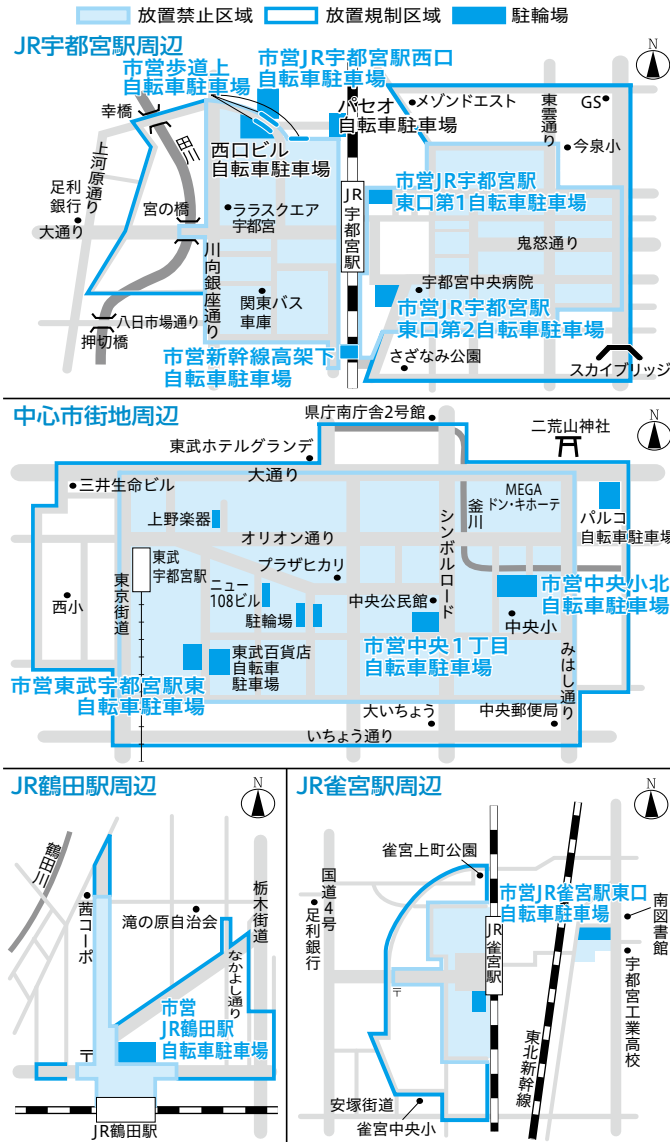 放置禁止区域
放置規制区域
駐輪場
JR宇都宮駅周辺
市営歩道上
自転車駐車場
市営JR宇都宮駅西口
自転車駐車場
パセオ
自転車駐車場
メゾンドエスト
東雲通り
GS
N
幸橋
田川
西口ビル
自転車駐車場
今泉小
上河原通り
足利
銀行
大通り
宮の橋
ララスクエア
宇都宮
JR宇都宮駅
市営JR宇都宮駅
東口第1自転車駐車場
鬼怒通り
川向銀座通り
関東バス
車庫
宇都宮中央病院
市営JR宇都宮駅
東口第2自転車駐車場
八日市場通り
押切橋
市営新幹線高架下
自転車駐車場
さざなみ公園
スカイブリッジ
中心市街地周辺
県庁南庁舎2号館
二荒山神社
N
東武ホテルグランデ
大通り
三井生命ビル
MEGA
ドン・キホーテ
釜川
シンボルロード
パルコ
自転車駐車場
上野楽器
オリオン通り
東武
宇都宮駅
プラザヒカリ
東京街道
西小
ニュー
108ビル
駐輪場
中央公民館
市営中央小北
自転車駐車場
中央小
市営中央1丁目
自転車駐車場
東武百貨店
自転車
駐車場
みはし通り
市営東武宇都宮駅東
自転車駐車場
大いちょう
中央郵便局
いちょう通り
JR鶴田駅周辺
N
鶴田川
茜コーポ
滝の原自治会
栃木街道
なかよし通り
市営
JR鶴田駅
自転車駐車場
〒
JR鶴田駅
JR雀宮駅周辺
N
雀宮上町公園
国道4号
足利銀行
市営JR雀宮駅東口
自転車駐車場
南図書館
JR雀宮駅
宇都宮工業高校
〒
東北新幹線
安塚街道
雀宮中央小